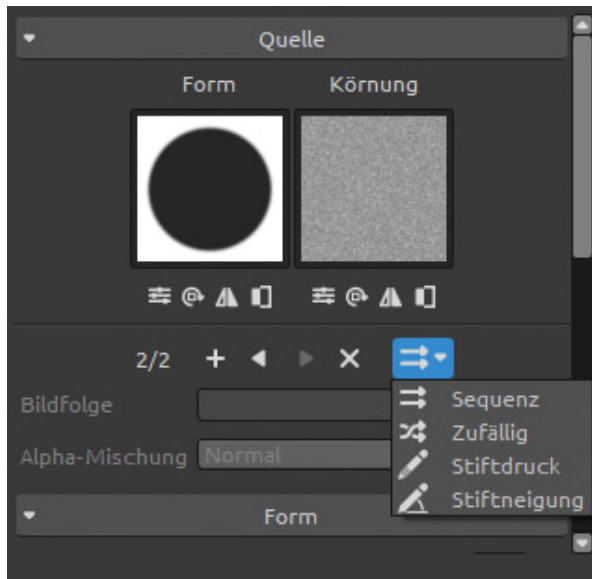 Quelle
Form Körnung
2/2
Sequenz
Bildfolge
Zufällig
Stiftdruck
Alpha-Mischung Normal
Stiftneigung
Form